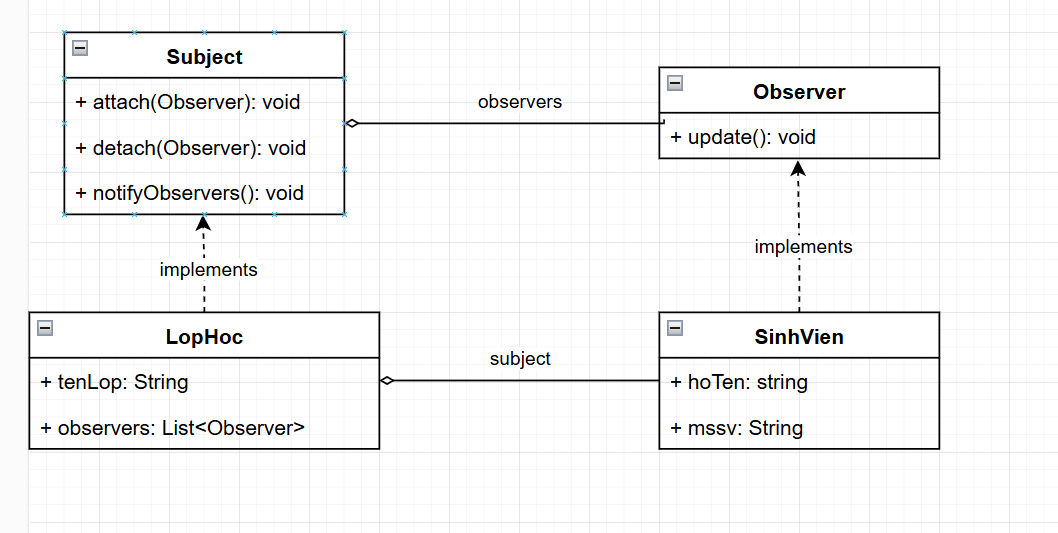 Subject
+ attach(Observer): void
+ detach(Observer): void
+ notifyObservers(): void
observers
Observer
+ update(): void
implements
implements
LopHoc
+ tenLop: String
+ observers: List<Observer>
subject
SinhVien
+ hoTen: string
+ mssv: String